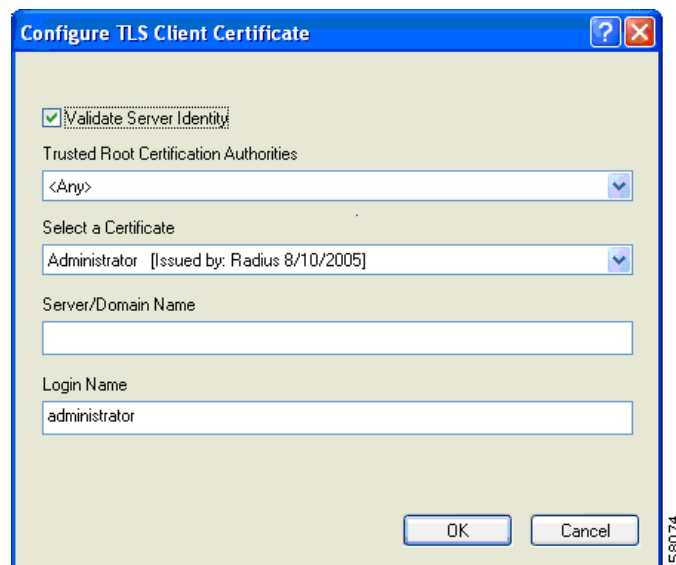 Configure TLS Client Certificate
Validate Server Identity
Trusted Root Certification Authorities
<Any>
Select a Certificate
Administrator [Issued by: Radius 8/10/2005]
Server/Domain Name
Login Name
administrator
OK Cancel
58074